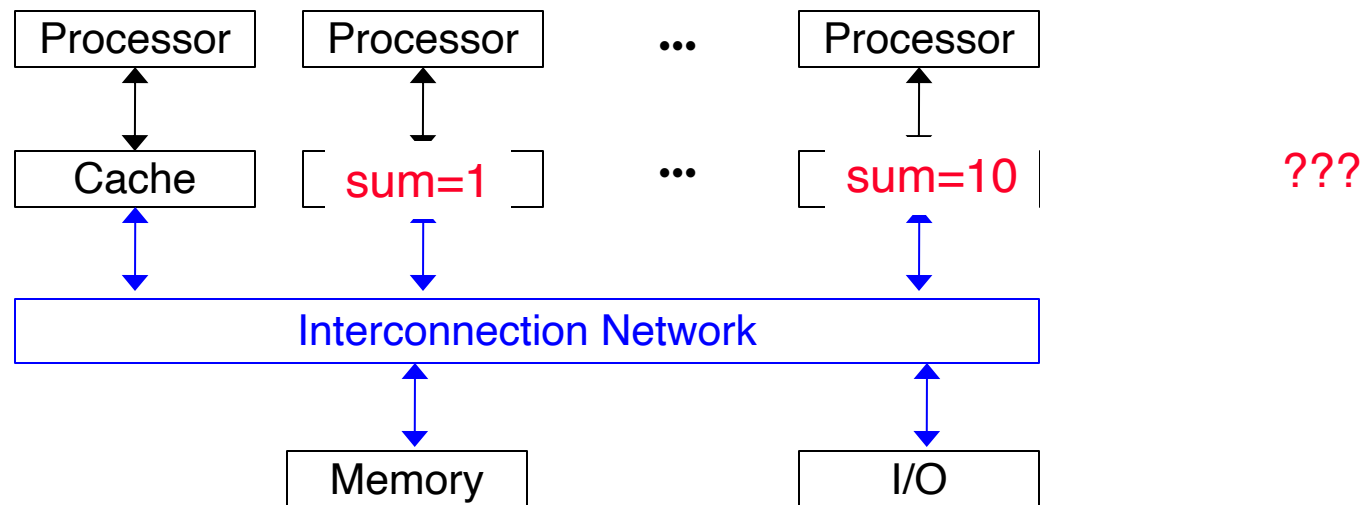 Processor Processor ... Processor
Cache sum=1 ... sum=10 ???
Interconnection Network
Memory I/O